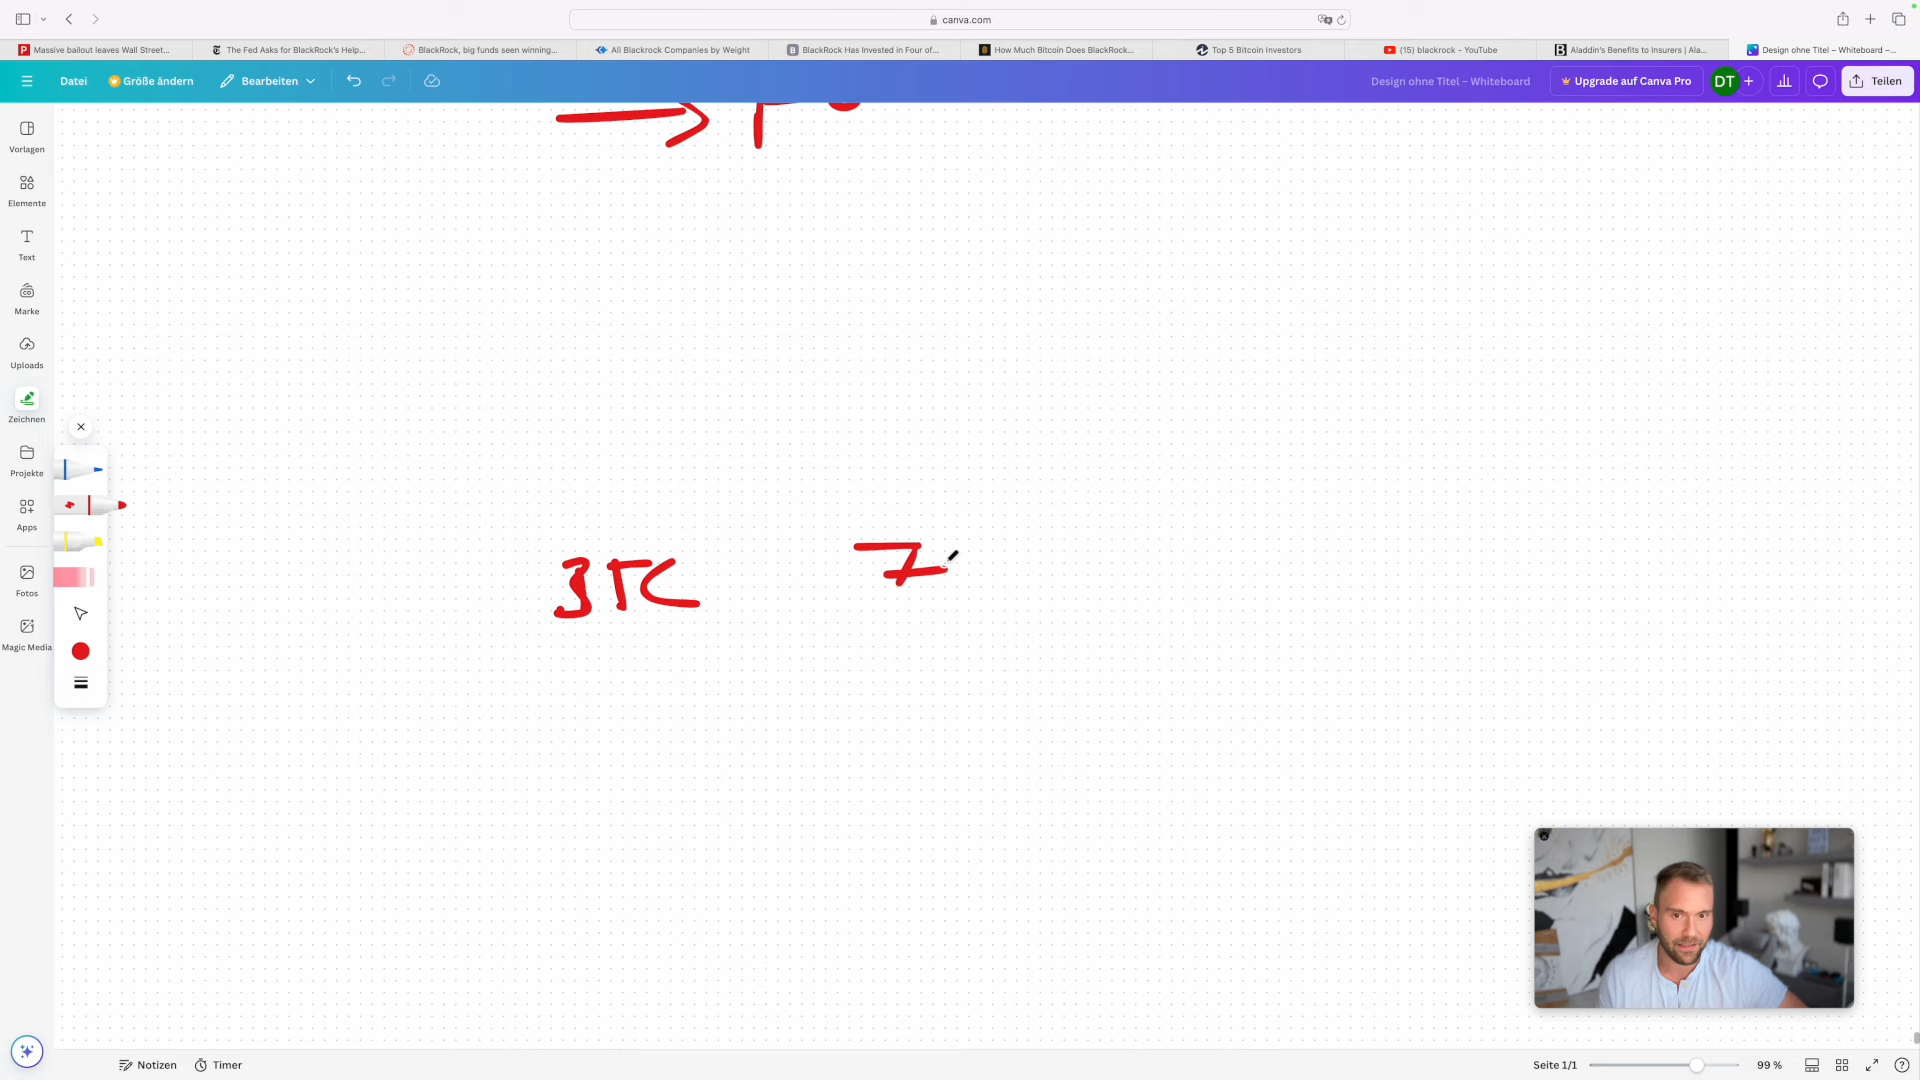 canva.com
Massive bailout leaves Wall Street...
The Fed Asks for BlackRock's Help...
BlackRock, big funds seen winning...
All Blackrock Companies by Weight
BlackRock Has Invested in Four of...
How Much Bitcoin Does BlackRock...
Top 5 Bitcoin Investors
(15) blackrock - YouTube
Aladdin's Benefits to Insurers | Ala...
Design ohne Titel – Whiteboard –...
Datei
Größe ändern
Bearbeiten
Design ohne Titel – Whiteboard
Upgrade auf Canva Pro
DT
Teilen
Vorlagen
Elemente
Text
Marke
Uploads
Zeichnen
Projekte
Apps
Fotos
Magic Media
BTC 7
Notizen
Timer
Seite 1/1
99 %